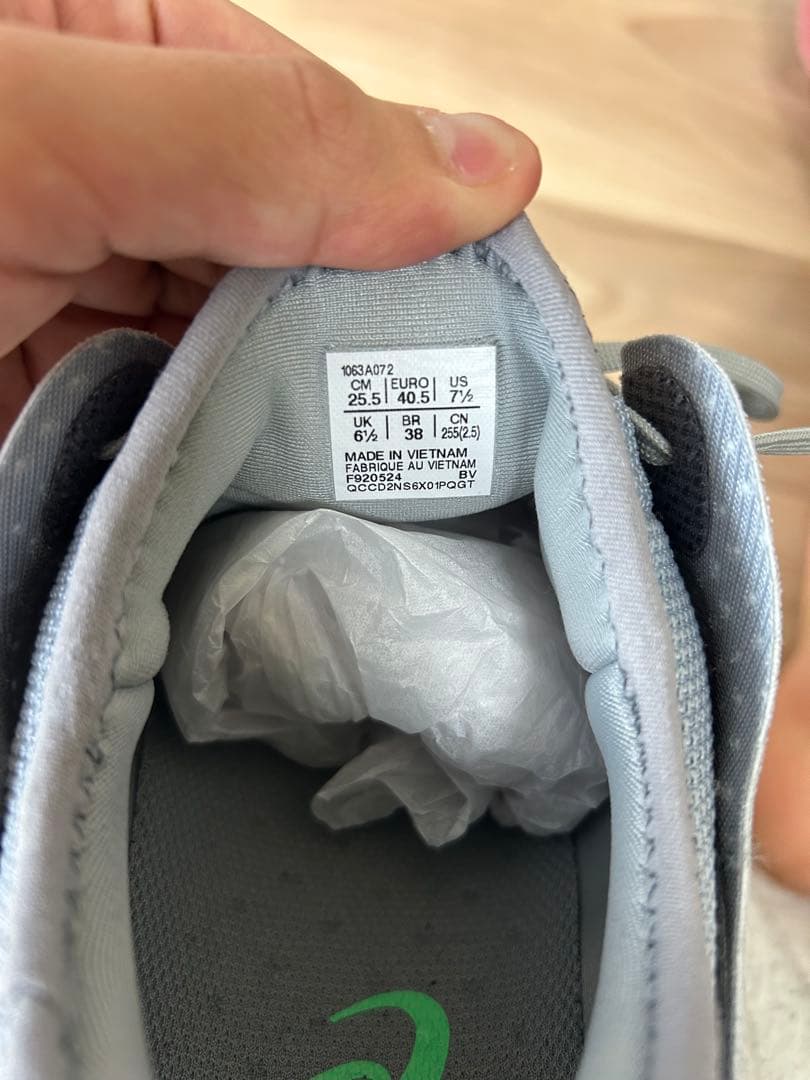 1063A072
CM EURO US
25.5 40.5 7½
UK BR CN
6½ 38 255(2.5)
MADE IN VIETNAM
FABRIQUE AU VIETNAM
F920524 BV
QCCD2NS6X01PQGT